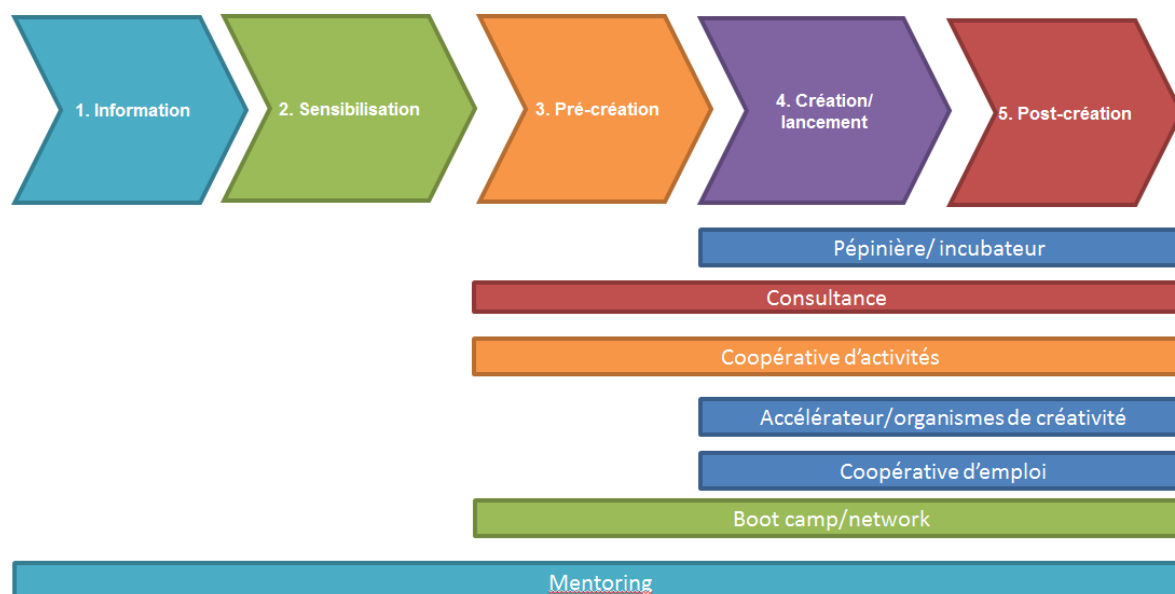 1. Information
2. Sensibilisation
3. Pré-création
4. Création/
lancement
5. Post-création
Pépinière/ incubateur
Consultance
Coopérative d’activités
Accélérateur/organismes de créativité
Coopérative d’emploi
Boot camp/network
Mentoring